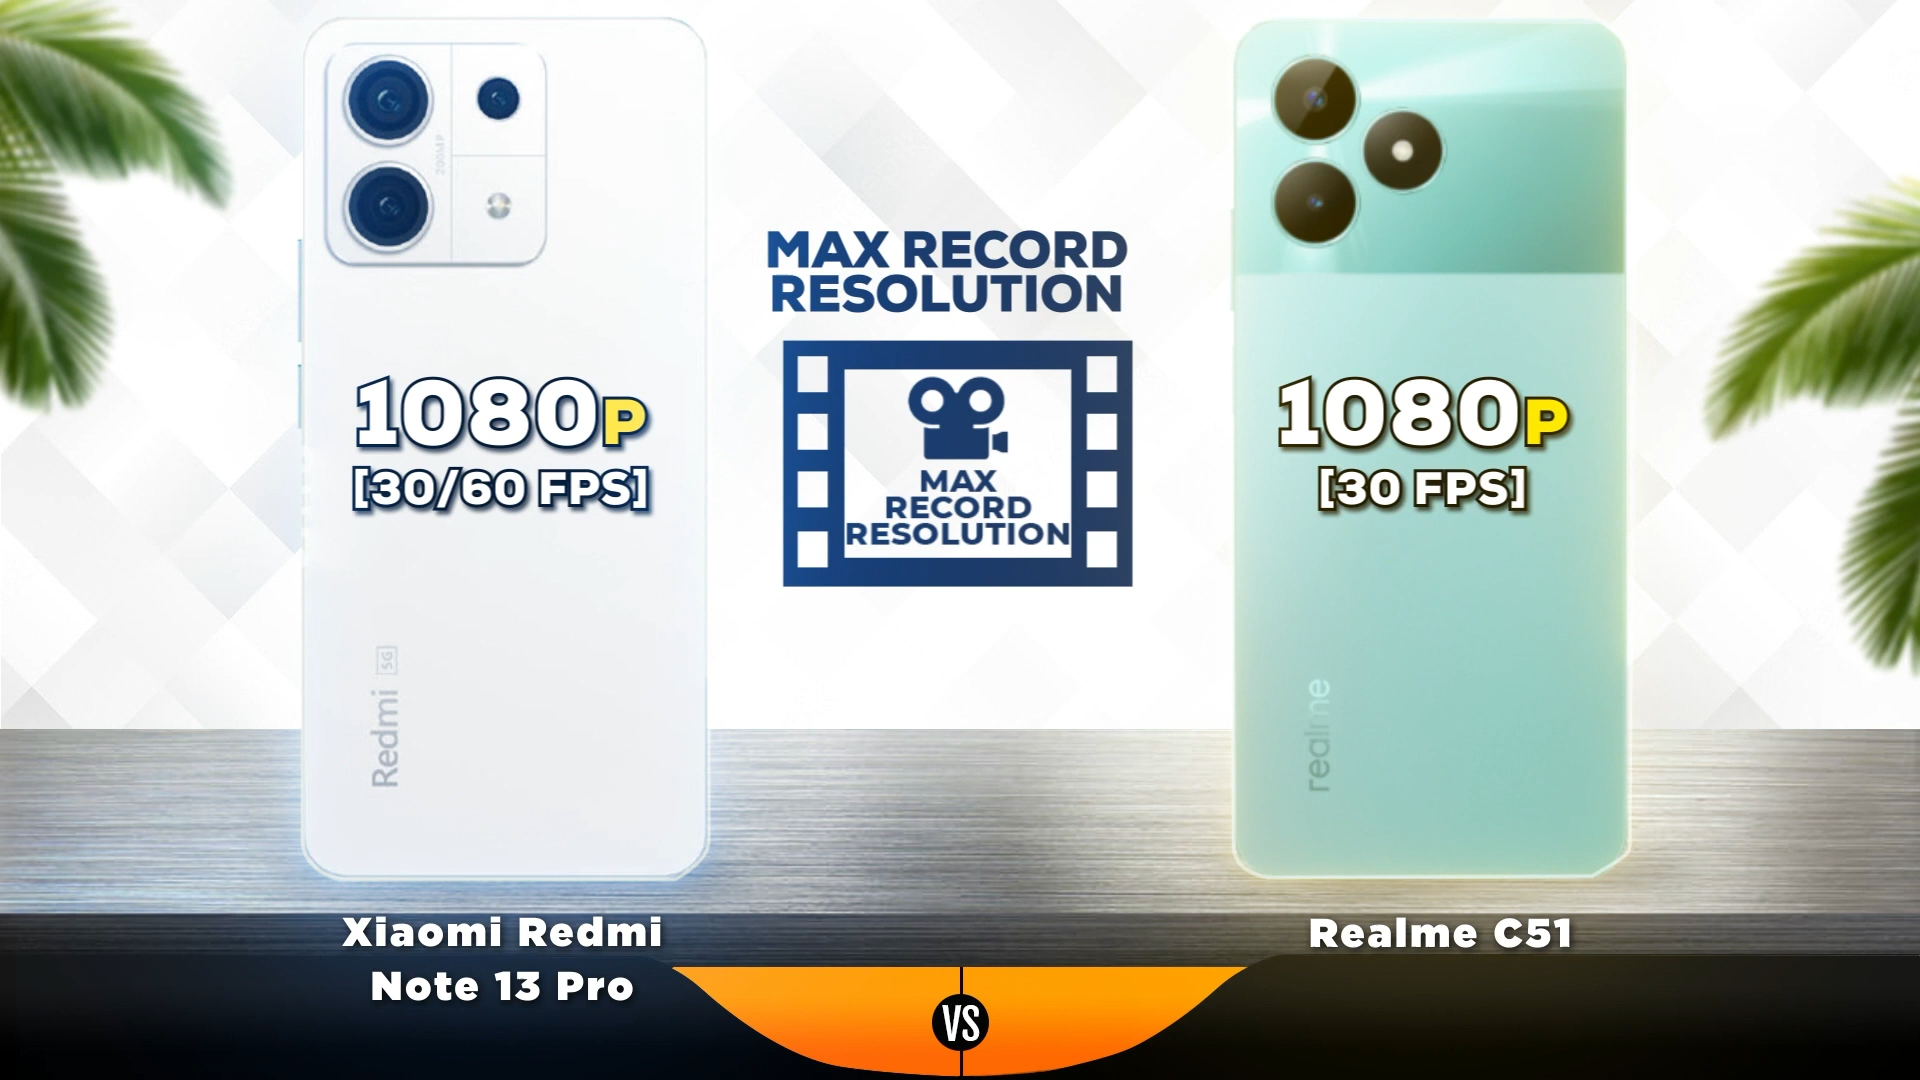 200MP
MAX RECORD
RESOLUTION
1080P
[30/60 FPS]
MAX
RECORD
RESOLUTION
1080P
[30 FPS]
Redmi 5G
realme
Xiaomi Redmi
Note 13 Pro
VS
Realme C51